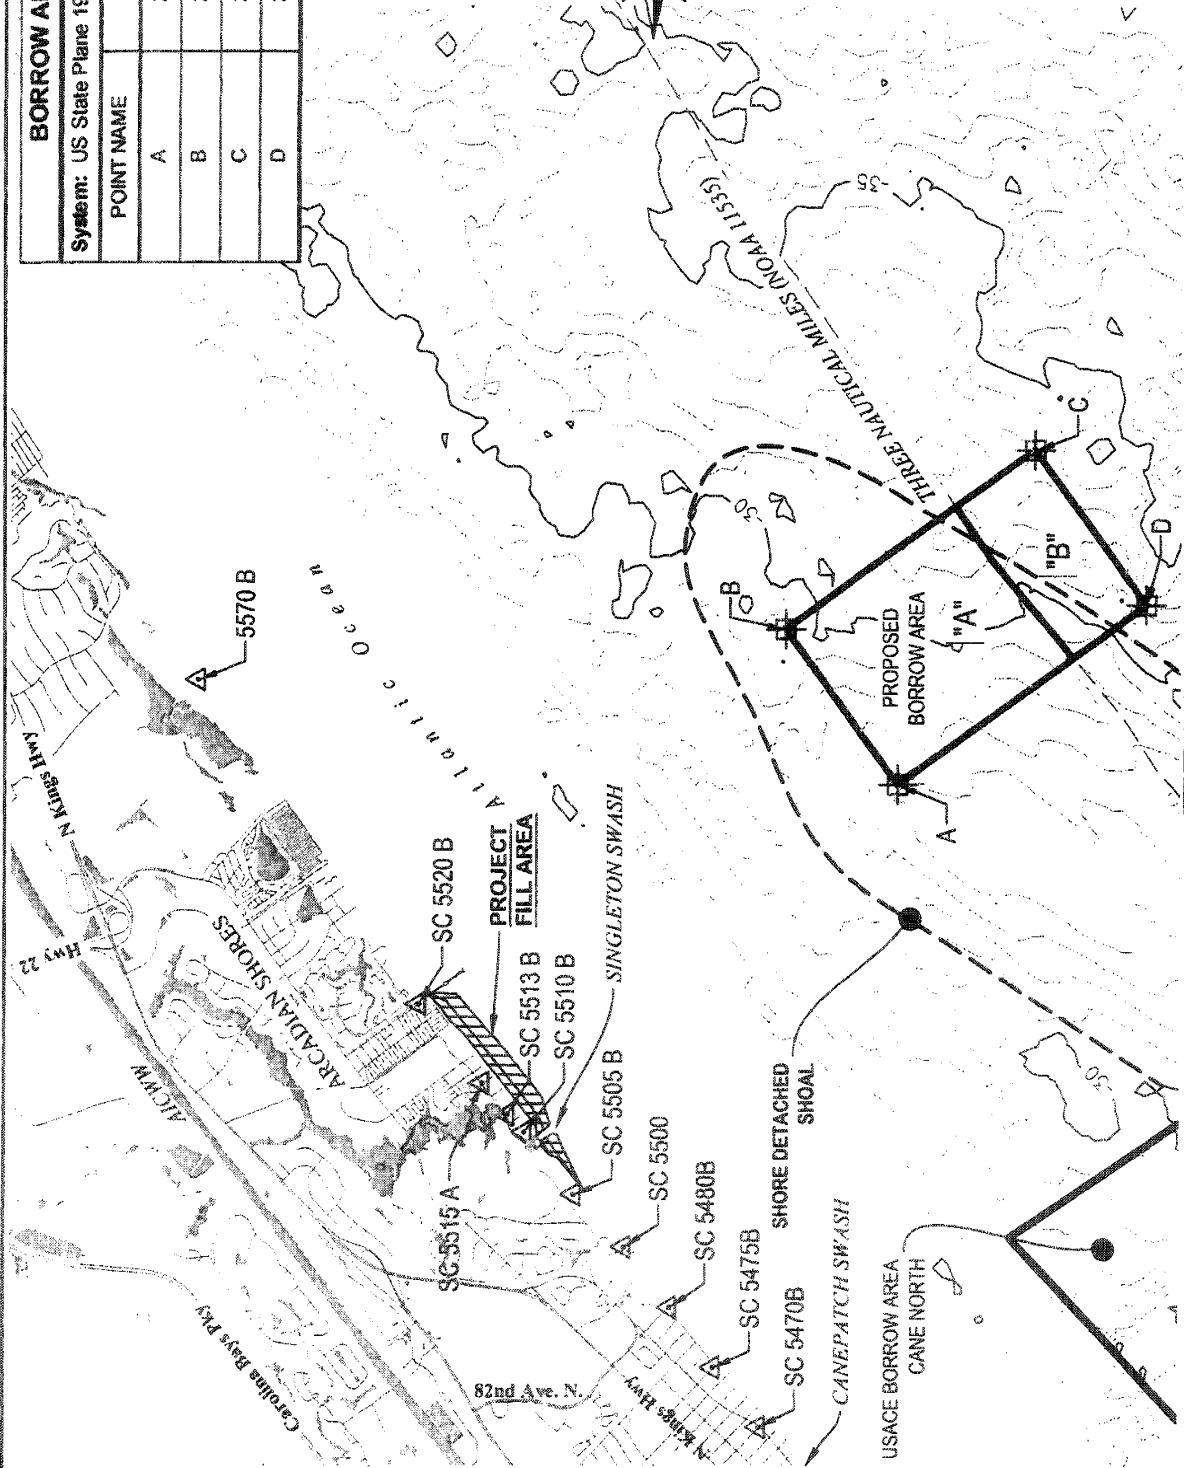 BORROW A
System: US State Plane 19
POINT NAME
A
B
C
D
N Kings Hwy
Hwy 22
AICWW
ARCADIAN SHORES
Carolina Bays Pky
5570 B
Atlantic Ocean
SC 5520 B
PROJECT
FILL AREA
SC 5513 B
SC 5510 B
SINGLETON SWASH
SC 5515 A
SC 5505 B
SC 5500
SC 5480B
SC 5475B
SC 5470B
82nd Ave. N.
N Kings Hwy
CANEPATCH SWASH
SHORE DETACHED
SHOAL
USACE BORROW AREA
CANE NORTH
THREE NAUTICAL MILES (NOAA 11535)
-35
-30
-30
PROPOSED
BORROW AREA
"A"
"B"
A
B
C
D